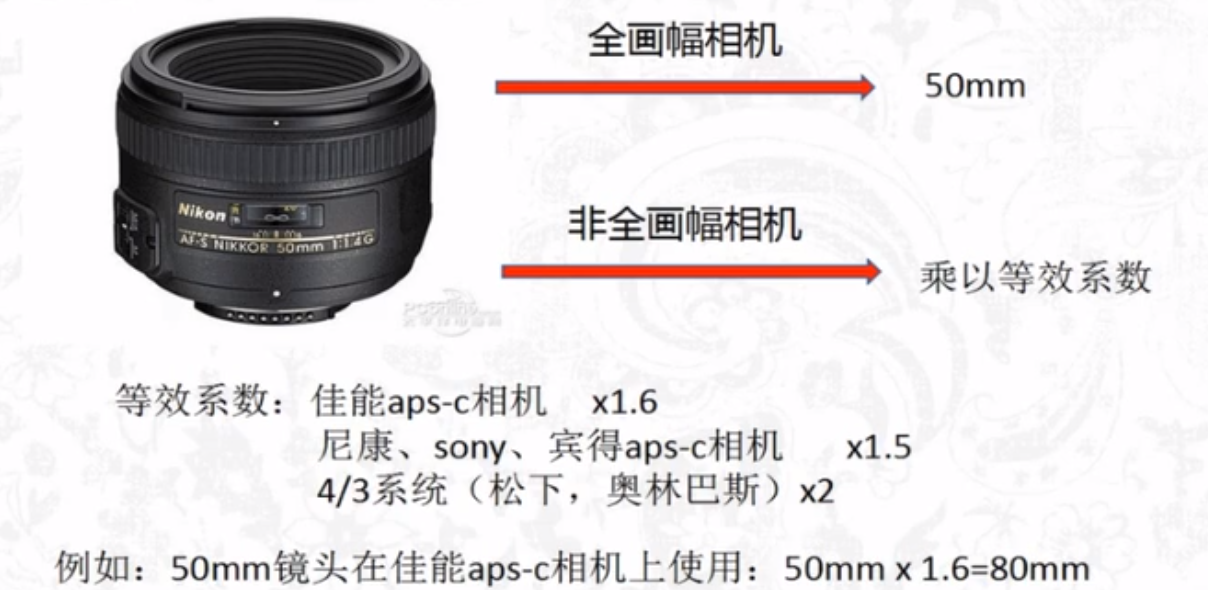 全画幅相机
50mm
Nikon
AF-S NIKKOR 50mm 1:1.4G
非全画幅相机
乘以等效系数
等效系数：佳能aps-c相机 x1.6
尼康、sony、宾得aps-c相机 x1.5
4/3系统（松下，奥林巴斯）x2
例如：50mm镜头在佳能aps-c相机上使用：50mm x 1.6=80mm